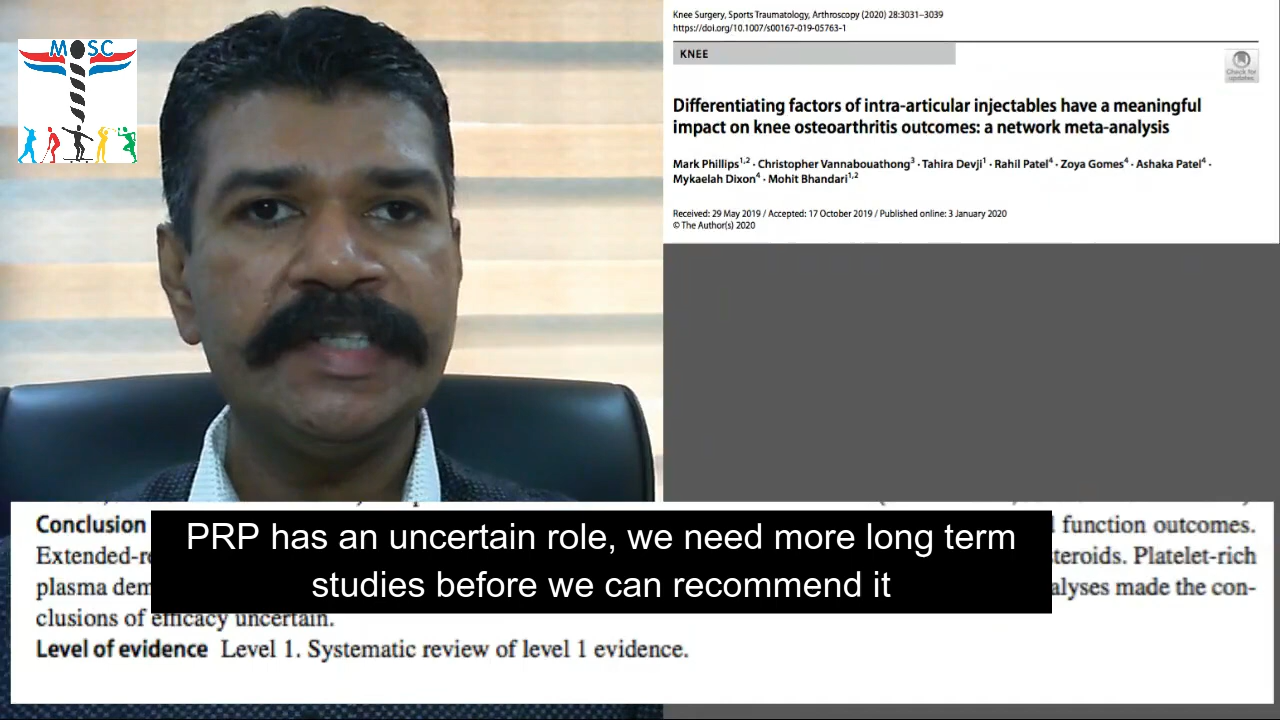 MOSC
Knee Surgery, Sports Traumatology, Arthroscopy (2020) 28:3031–3039
https://doi.org/10.1007/s00167-019-05763-1
KNEE
Check for
updates
Differentiating factors of intra-articular injectables have a meaningful
impact on knee osteoarthritis outcomes: a network meta-analysis
Mark Phillips1,2 · Christopher Vannabouathong3 · Tahira Devji1 · Rahil Patel4 · Zoya Gomes4 · Ashaka Patel4 ·
Mykaelah Dixon4 · Mohit Bhandari1,2
Received: 29 May 2019 / Accepted: 17 October 2019 / Published online: 3 January 2020
© The Author(s) 2020
Conclusion function outcomes.
Extended-re teroids. Platelet-rich
plasma dem alyses made the con-
clusions of efficacy uncertain.
Level of evidence Level 1. Systematic review of level 1 evidence.
PRP has an uncertain role, we need more long term
studies before we can recommend it